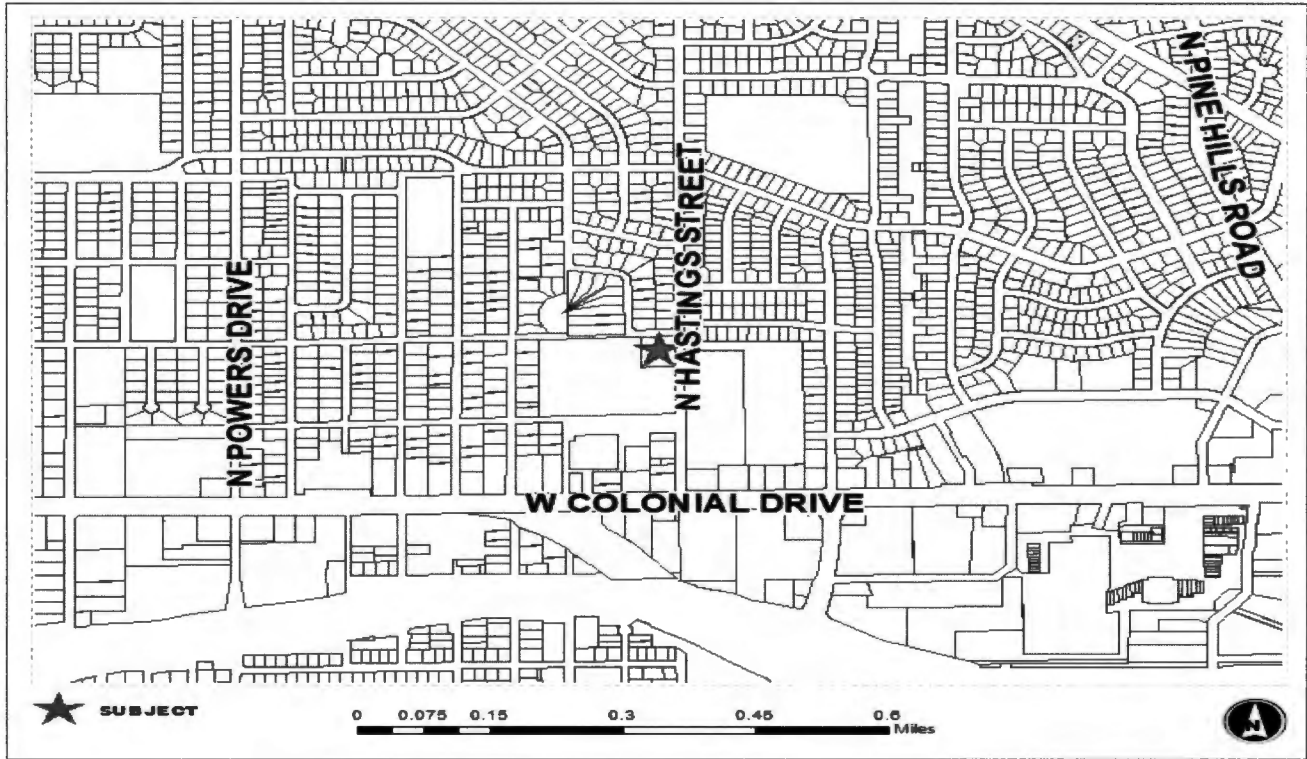 N PINE HILLS ROAD
N HASTINGS STREET
N POWERS DRIVE
W COLONIAL DRIVE
SUBJECT
0 0.075 0.15 0.3 0.45 0.6
Miles
N